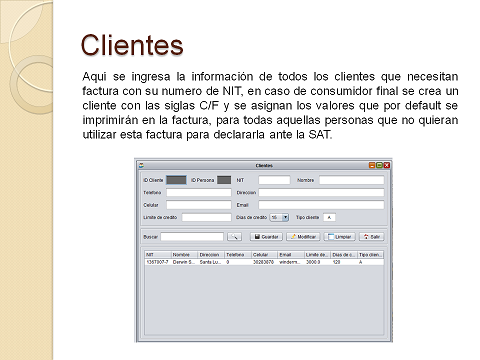 Clientes
Aqui se ingresa la información de todos los clientes que necesitan
factura con su numero de NIT, en caso de consumidor final se crea un
cliente con las siglas C/F y se asignan los valores que por default se
imprimirán en la factura, para todas aquellas personas que no quieran
utilizar esta factura para declararla ante la SAT.
Clientes
ID Cliente ID Persona NIT Nombre
Telefono Direccion
Celular Email
Limite de credito Dias de credito 15 Tipo cliente A
Buscar Guardar Modificar Limpiar Salir
NIT Nombre Direccion Telefono Celular Email Limite de... Dias de c... Tipo clien...
1367007-7 Derwin S... Santa Lu... 0 30283878 winderm... 3000.0 120 A